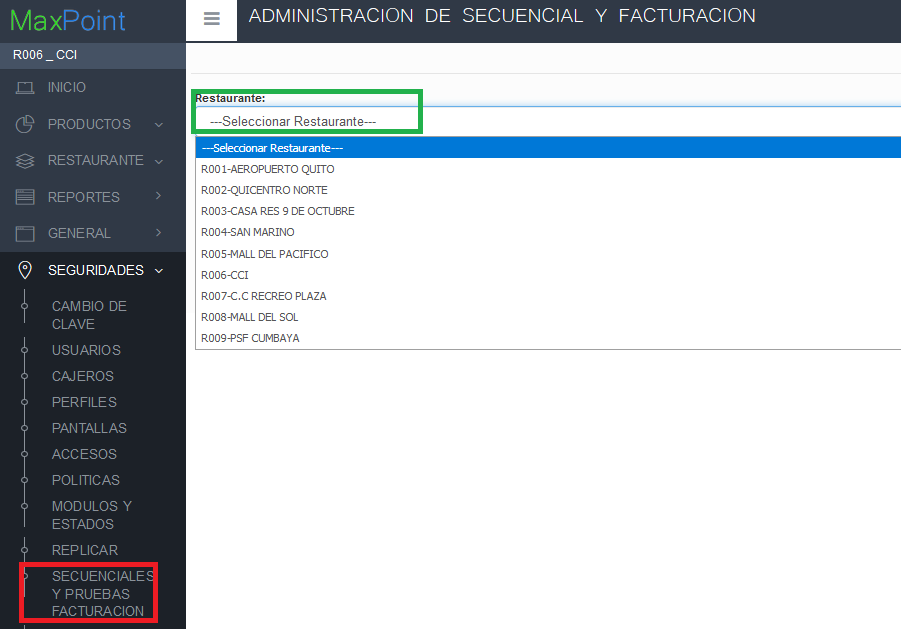 MaxPoint
R006 _ CCI
INICIO
PRODUCTOS
RESTAURANTE
REPORTES
GENERAL
SEGURIDADES
CAMBIO DE
CLAVE
USUARIOS
CAJEROS
PERFILES
PANTALLAS
ACCESOS
POLITICAS
MODULOS Y
ESTADOS
REPLICAR
SECUENCIALES
Y PRUEBAS
FACTURACION
ADMINISTRACION DE SECUENCIAL Y FACTURACION
Restaurante:
---Seleccionar Restaurante---
---Seleccionar Restaurante---
R001-AEROPUERTO QUITO
R002-QUICENTRO NORTE
R003-CASA RES 9 DE OCTUBRE
R004-SAN MARINO
R005-MALL DEL PACIFICO
R006-CCI
R007-C.C RECREO PLAZA
R008-MALL DEL SOL
R009-PSF CUMBAYA